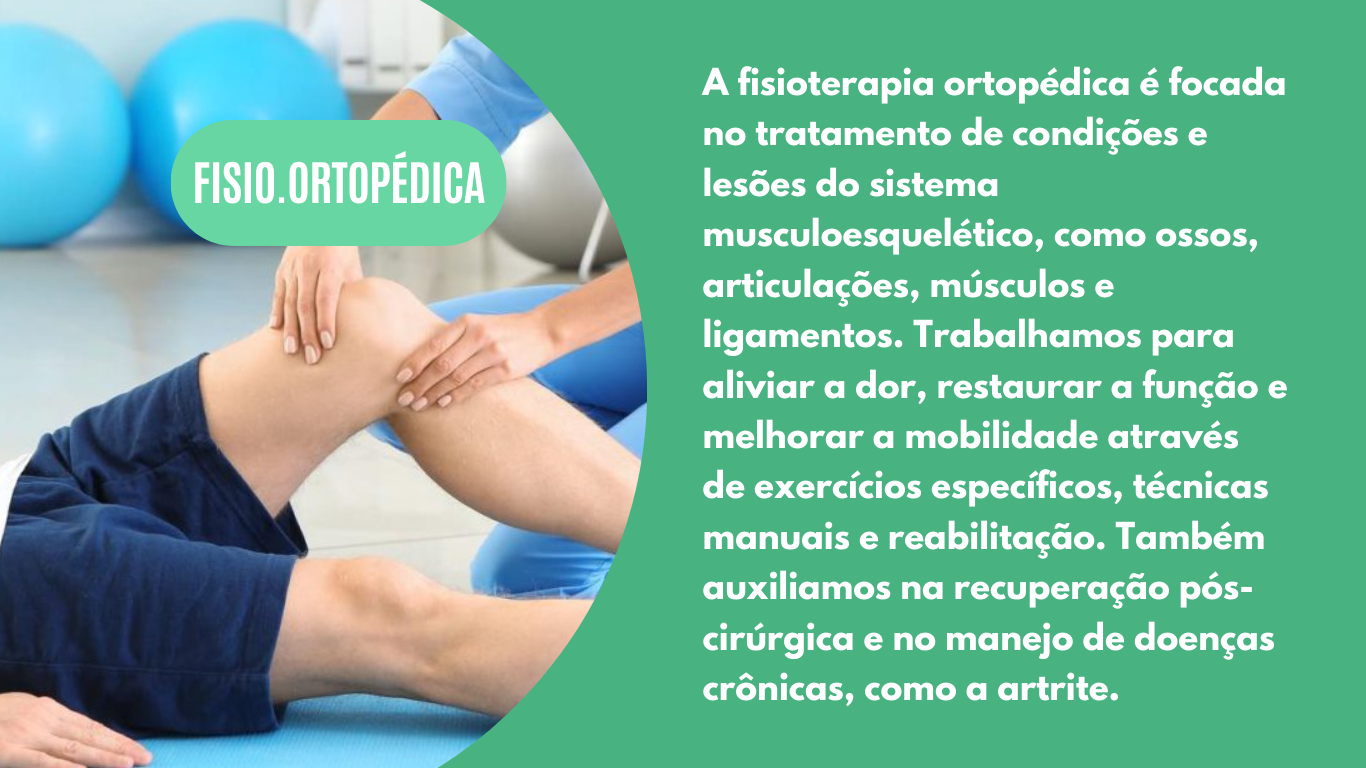 FISIO.ORTOPÉDICA
A fisioterapia ortopédica é focada
no tratamento de condições e
lesões do sistema
musculoesquelético, como ossos,
articulações, músculos e
ligamentos. Trabalhamos para
aliviar a dor, restaurar a função e
melhorar a mobilidade através
de exercícios específicos, técnicas
manuais e reabilitação. Também
auxiliamos na recuperação pós-
cirúrgica e no manejo de doenças
crônicas, como a artrite.